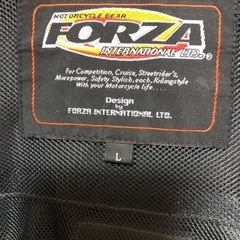 MOTORCYCLE GEAR
FORZA
INTERNATIONAL LTD.®
For Competition, Cruise, Streetrider's,
Morepower, Safety Stylish, each, Ridingstyle
With your Motorcycle life. . . .
Design
by
FORZA INTERNATIONAL LTD.
L